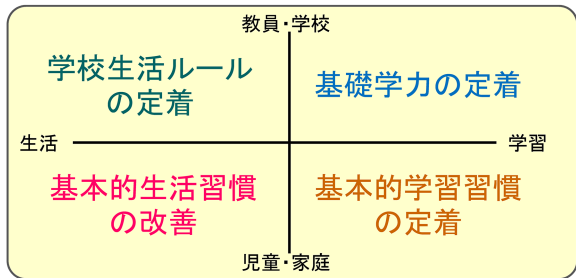 教員・学校
学校生活ルール
の定着
基礎学力の定着
生活
学習
基本的生活習慣
の改善
基本的学習習慣
の定着
児童・家庭